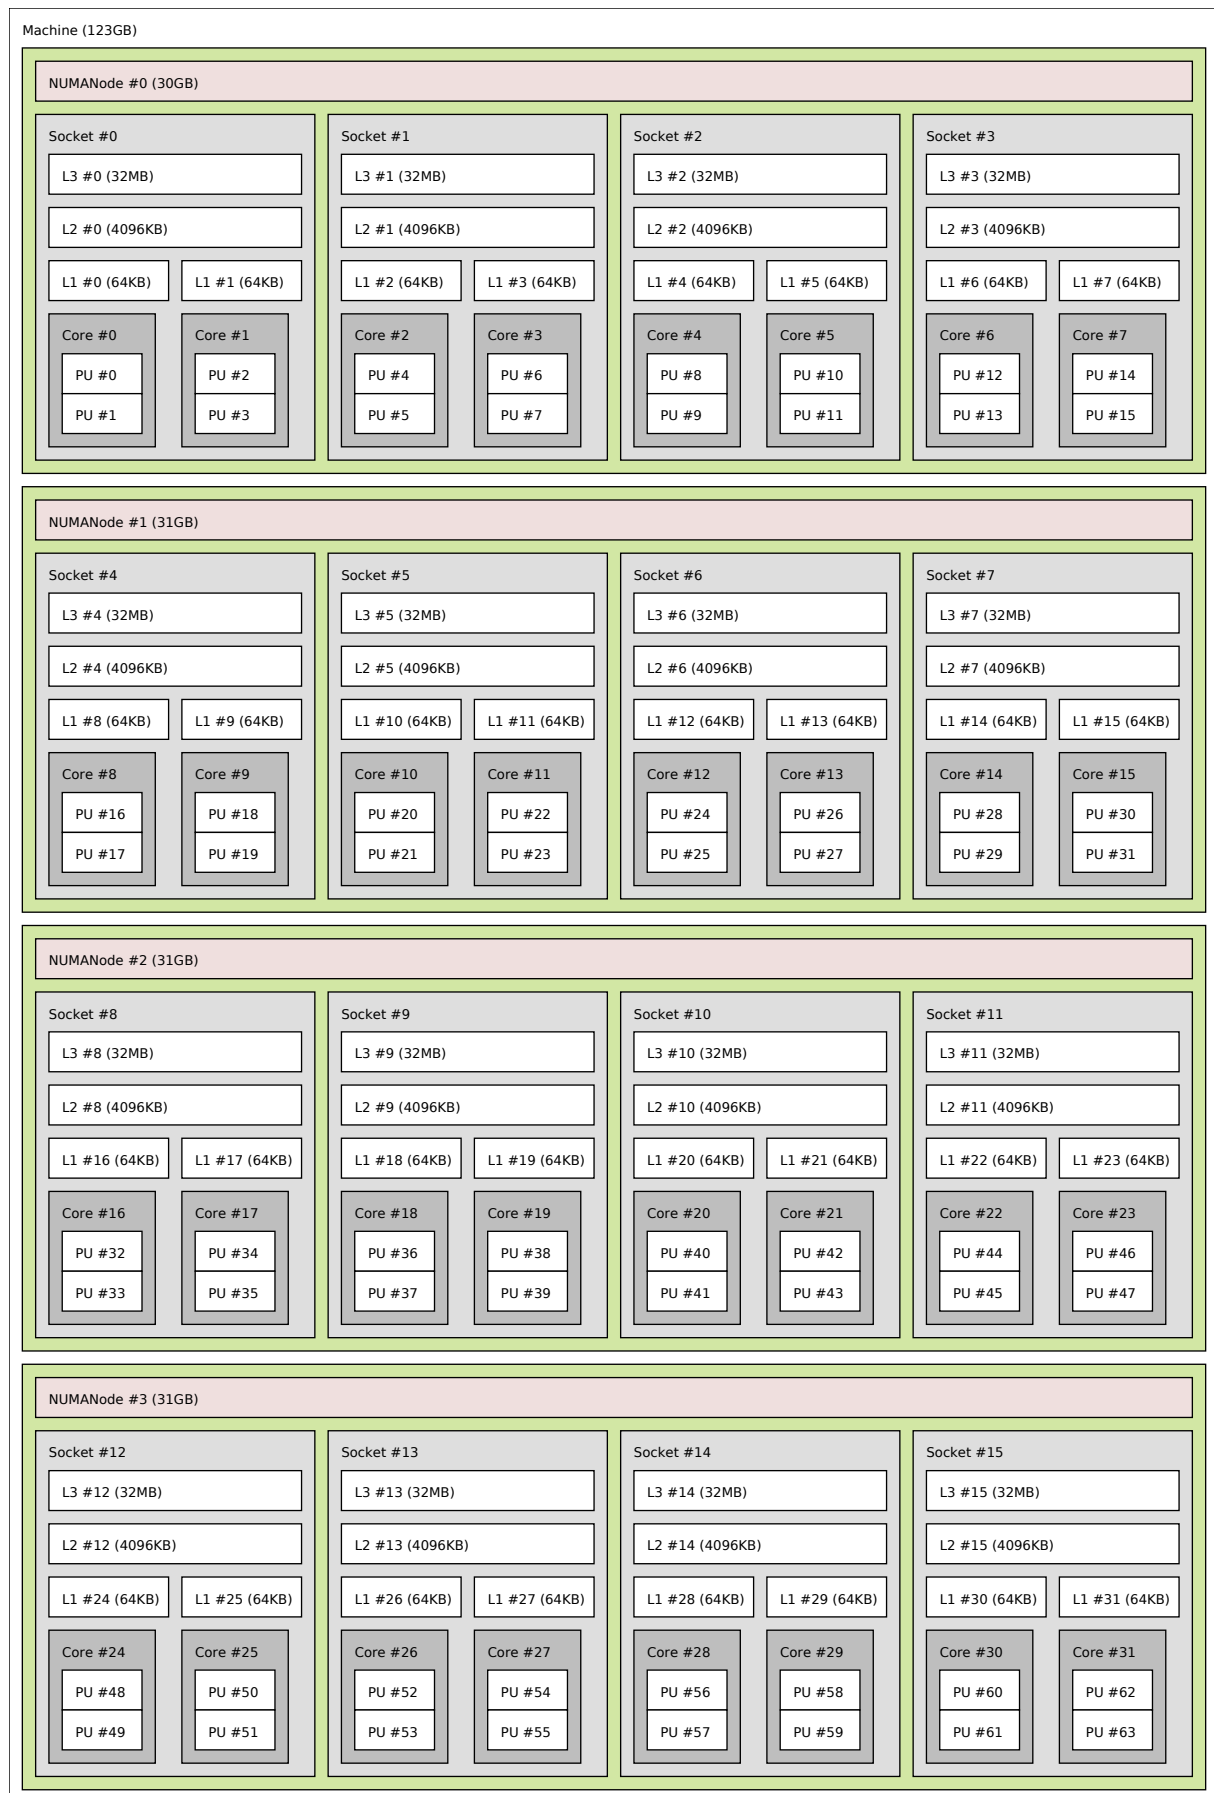 Machine (123GB)
NUMANode #0 (30GB)
Socket #0 Socket #1 Socket #2 Socket #3
L3 #0 (32MB) L3 #1 (32MB) L3 #2 (32MB) L3 #3 (32MB)
L2 #0 (4096KB) L2 #1 (4096KB) L2 #2 (4096KB) L2 #3 (4096KB)
L1 #0 (64KB) L1 #1 (64KB) L1 #2 (64KB) L1 #3 (64KB) L1 #4 (64KB) L1 #5 (64KB) L1 #6 (64KB) L1 #7 (64KB)
Core #0 Core #1 Core #2 Core #3 Core #4 Core #5 Core #6 Core #7
PU #0 PU #2 PU #4 PU #6 PU #8 PU #10 PU #12 PU #14
PU #1 PU #3 PU #5 PU #7 PU #9 PU #11 PU #13 PU #15
NUMANode #1 (31GB)
Socket #4 Socket #5 Socket #6 Socket #7
L3 #4 (32MB) L3 #5 (32MB) L3 #6 (32MB) L3 #7 (32MB)
L2 #4 (4096KB) L2 #5 (4096KB) L2 #6 (4096KB) L2 #7 (4096KB)
L1 #8 (64KB) L1 #9 (64KB) L1 #10 (64KB) L1 #11 (64KB) L1 #12 (64KB) L1 #13 (64KB) L1 #14 (64KB) L1 #15 (64KB)
Core #8 Core #9 Core #10 Core #11 Core #12 Core #13 Core #14 Core #15
PU #16 PU #18 PU #20 PU #22 PU #24 PU #26 PU #28 PU #30
PU #17 PU #19 PU #21 PU #23 PU #25 PU #27 PU #29 PU #31
NUMANode #2 (31GB)
Socket #8 Socket #9 Socket #10 Socket #11
L3 #8 (32MB) L3 #9 (32MB) L3 #10 (32MB) L3 #11 (32MB)
L2 #8 (4096KB) L2 #9 (4096KB) L2 #10 (4096KB) L2 #11 (4096KB)
L1 #16 (64KB) L1 #17 (64KB) L1 #18 (64KB) L1 #19 (64KB) L1 #20 (64KB) L1 #21 (64KB) L1 #22 (64KB) L1 #23 (64KB)
Core #16 Core #17 Core #18 Core #19 Core #20 Core #21 Core #22 Core #23
PU #32 PU #34 PU #36 PU #38 PU #40 PU #42 PU #44 PU #46
PU #33 PU #35 PU #37 PU #39 PU #41 PU #43 PU #45 PU #47
NUMANode #3 (31GB)
Socket #12 Socket #13 Socket #14 Socket #15
L3 #12 (32MB) L3 #13 (32MB) L3 #14 (32MB) L3 #15 (32MB)
L2 #12 (4096KB) L2 #13 (4096KB) L2 #14 (4096KB) L2 #15 (4096KB)
L1 #24 (64KB) L1 #25 (64KB) L1 #26 (64KB) L1 #27 (64KB) L1 #28 (64KB) L1 #29 (64KB) L1 #30 (64KB) L1 #31 (64KB)
Core #24 Core #25 Core #26 Core #27 Core #28 Core #29 Core #30 Core #31
PU #48 PU #50 PU #52 PU #54 PU #56 PU #58 PU #60 PU #62
PU #49 PU #51 PU #53 PU #55 PU #57 PU #59 PU #61 PU #63